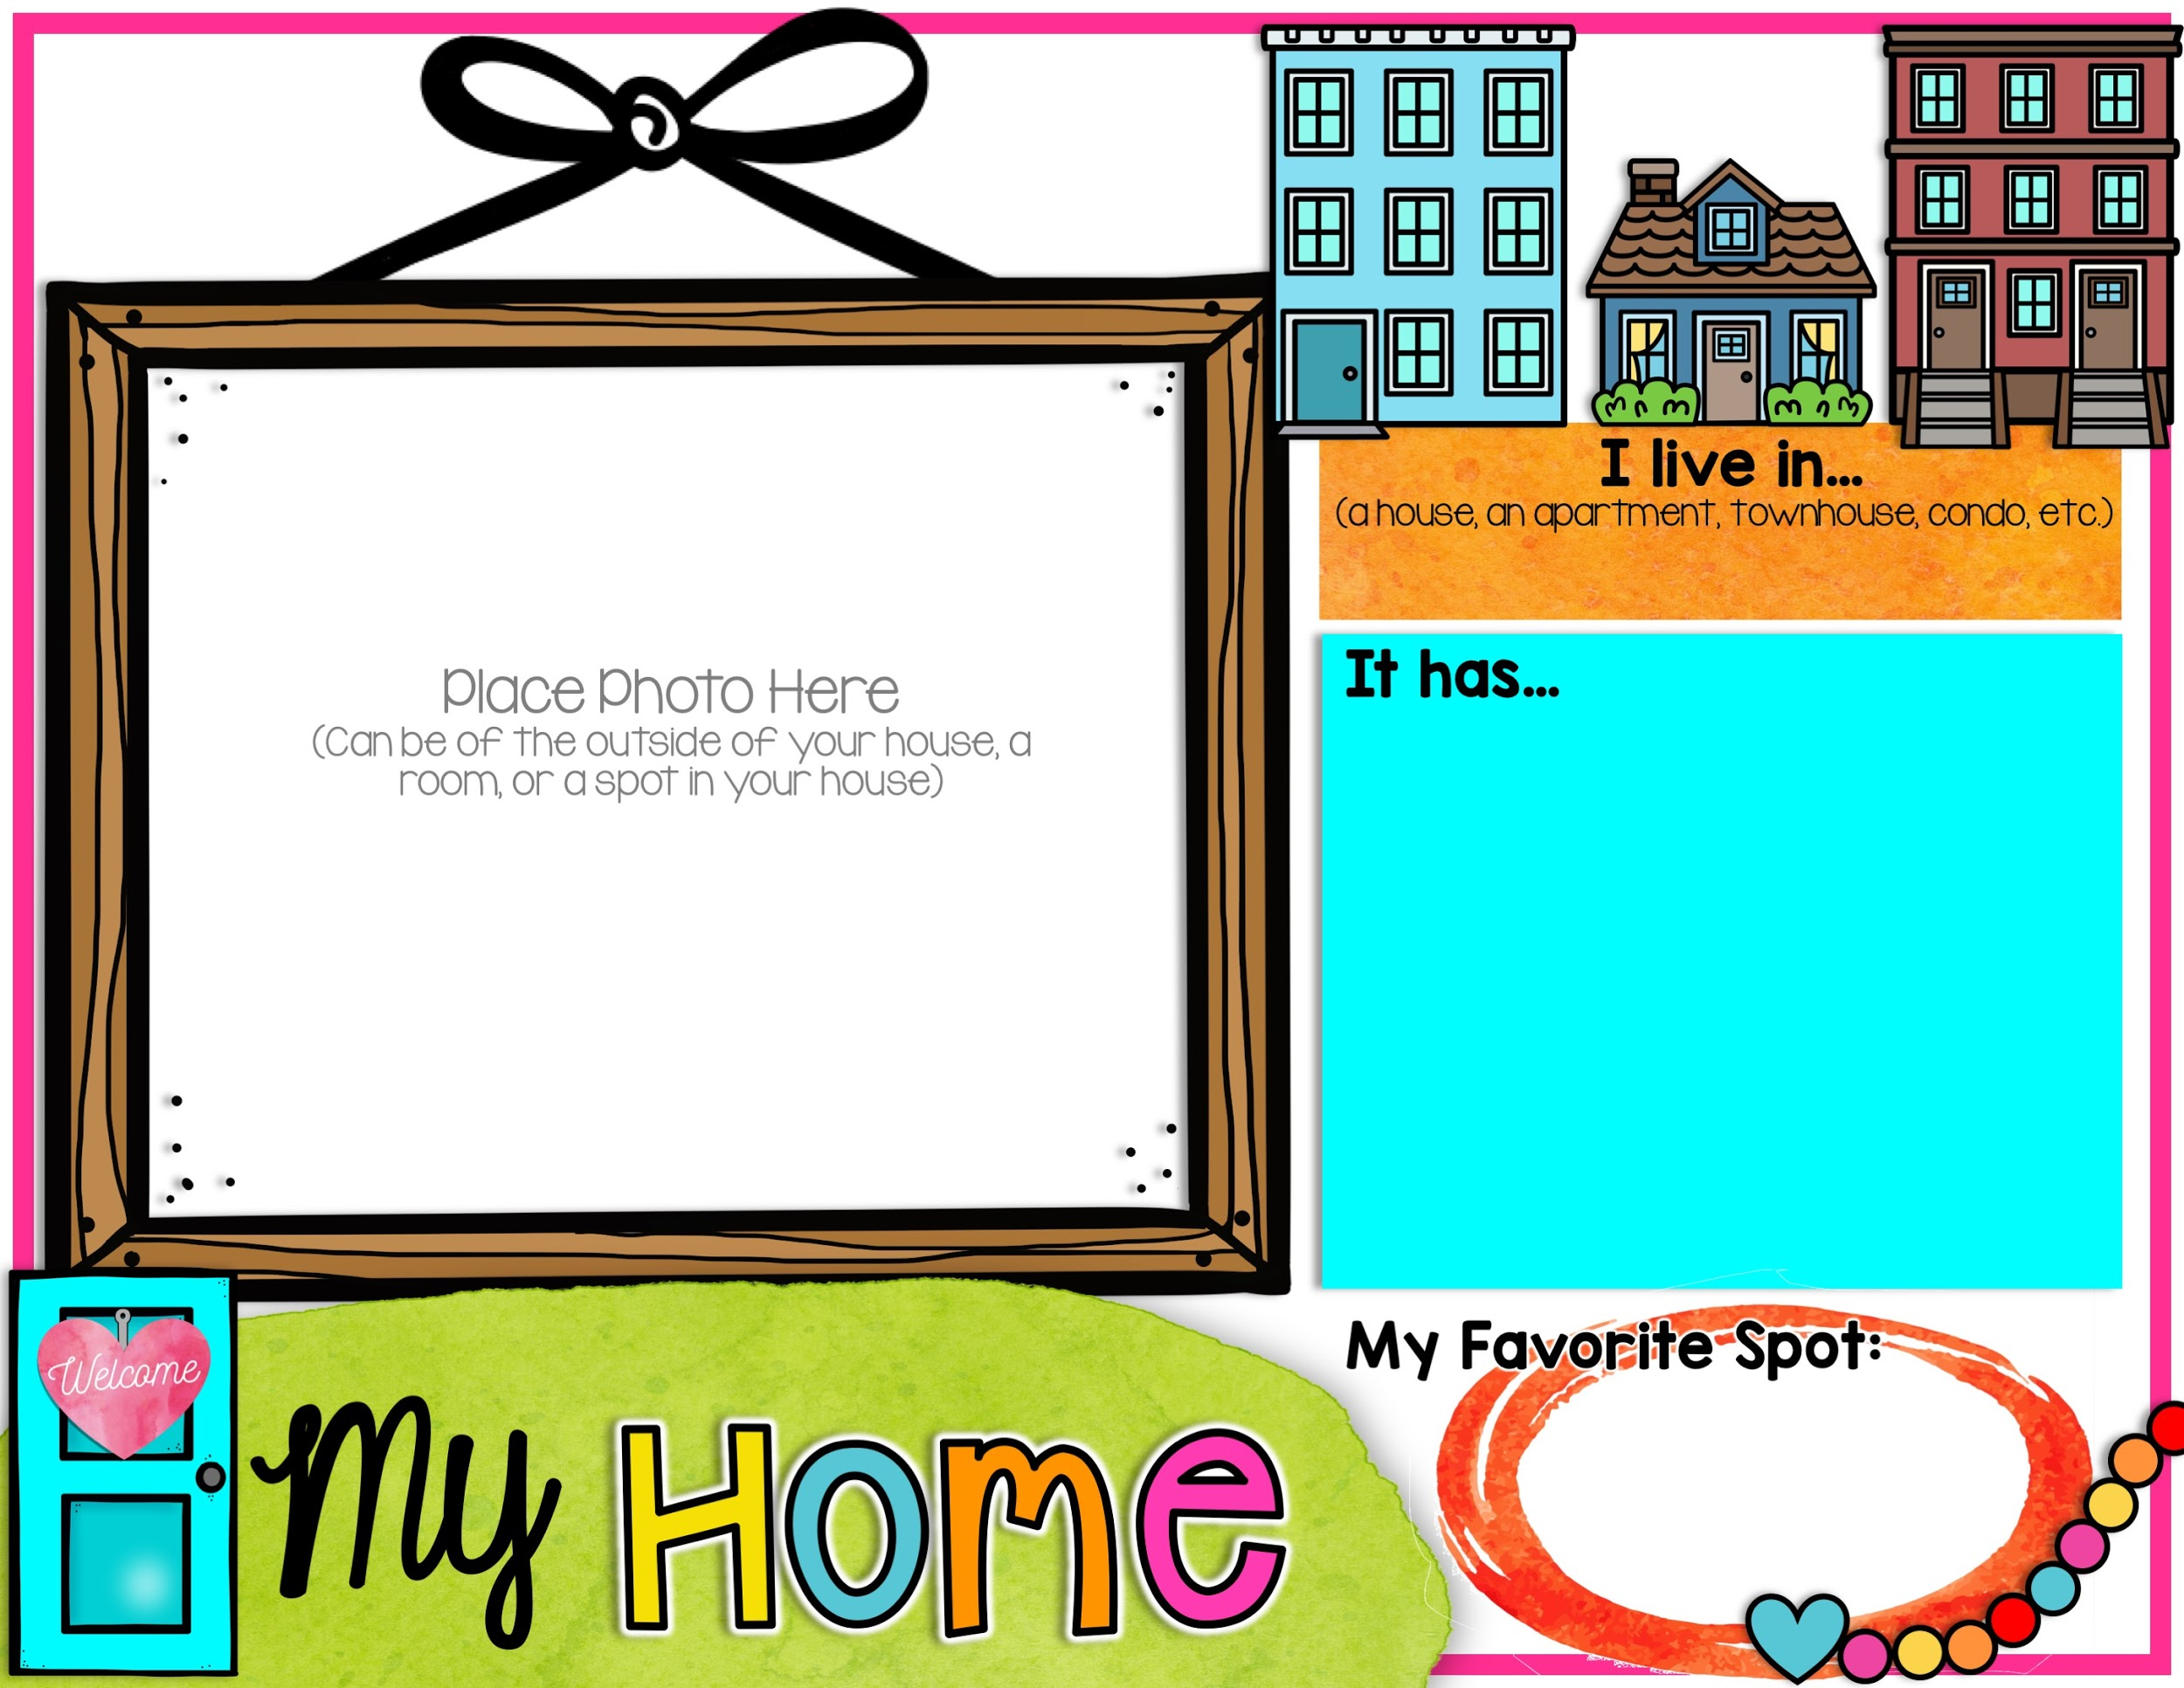 I live in...
(a house, an apartment, townhouse, condo, etc.)
Place Photo Here
(Can be of the outside of your house, a
room, or a spot in your house)
It has...
My Favorite Spot:
Welcome
My Home